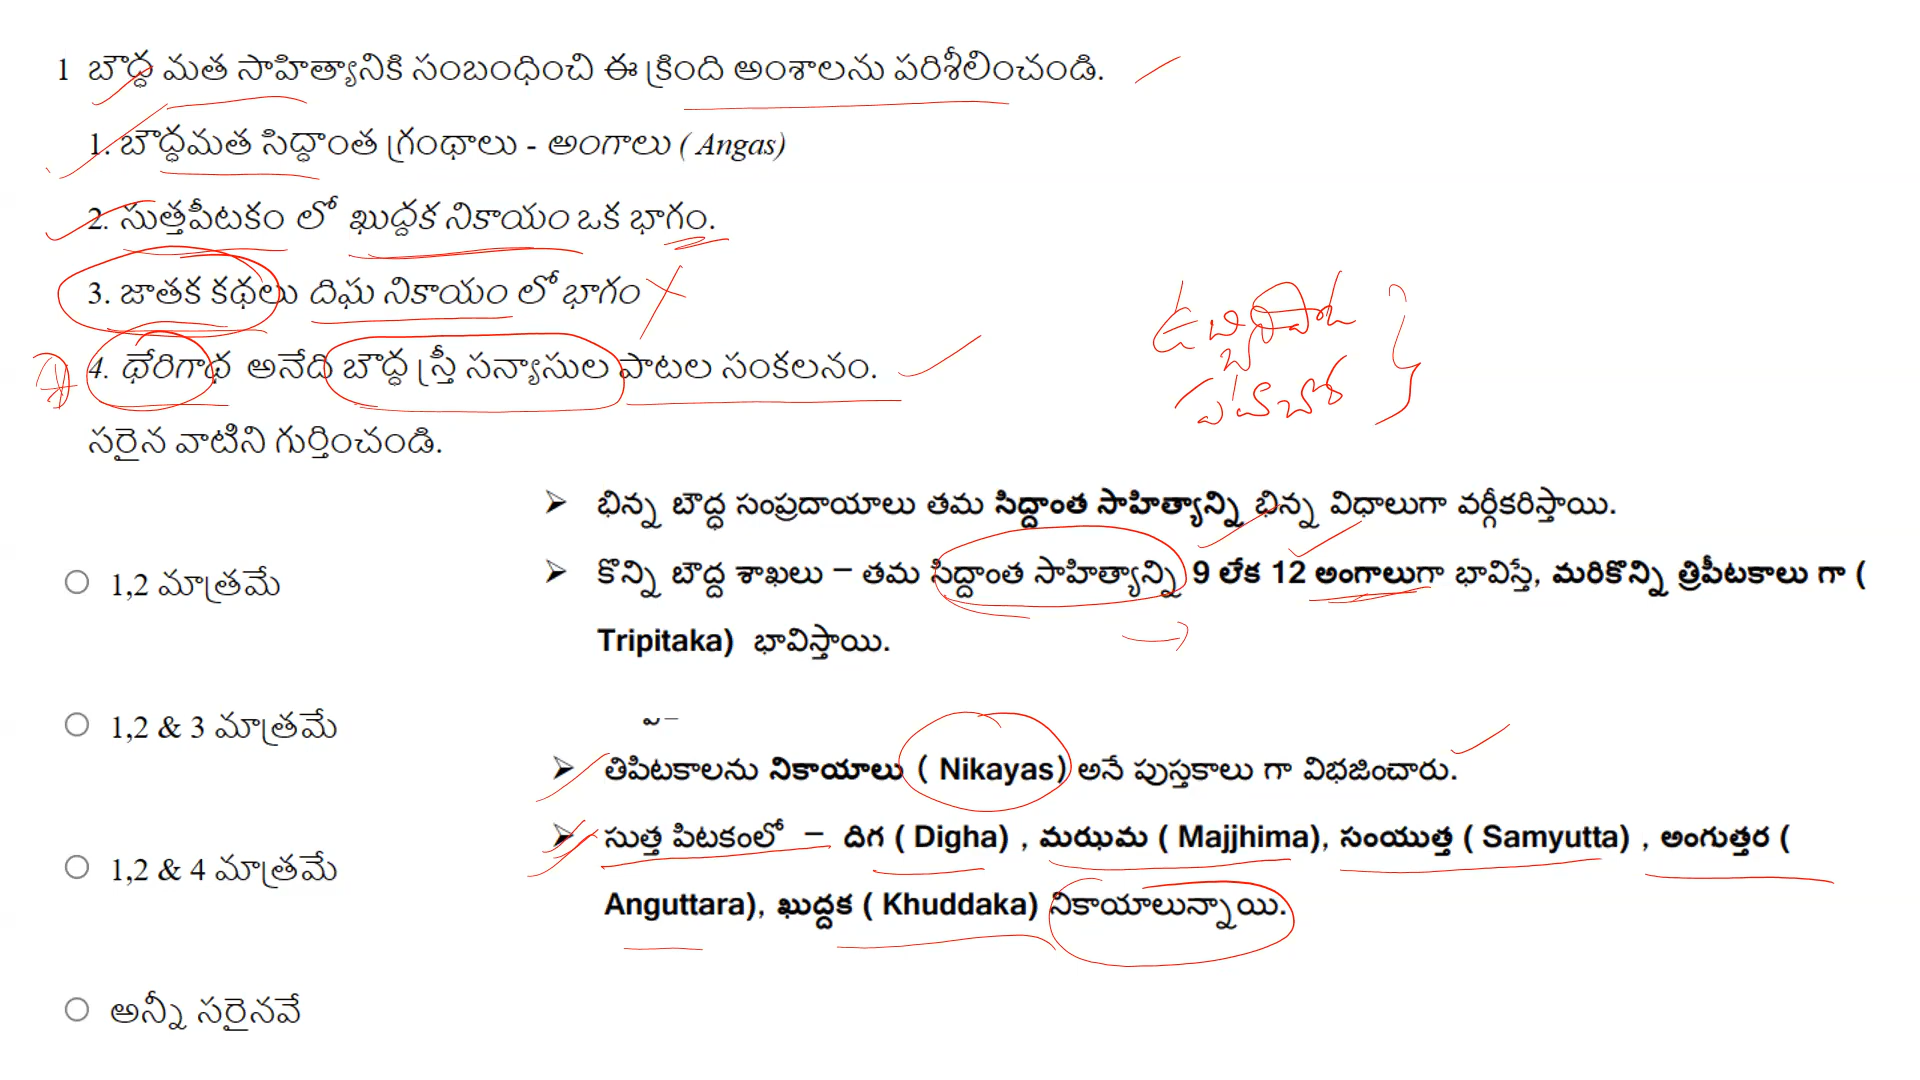 1 బౌద్ధ మత సాహిత్యానికి సంబంధించి ఈ క్రింది అంశాలను పరిశీలించండి.
1. బౌద్ధమత సిద్ధాంత గ్రంథాలు - అంగాలు ( Angas)
2. సుత్తపీటకం లో ఖుద్దక నికాయం ఒక భాగం.
3. జాతక కథలు దిఘ నికాయం లో భాగం
4. థేరిగాథ అనేది బౌద్ధ స్త్రీ సన్యాసుల పాటల సంకలనం.
సరైన వాటిని గుర్తించండి.
➢ భిన్న బౌద్ధ సంప్రదాయాలు తమ సిద్దాంత సాహిత్యాన్ని భిన్న విధాలుగా వర్గీకరిస్తాయి.
➢ కొన్ని బౌద్ద శాఖలు – తమ సిద్దాంత సాహిత్యాన్ని 9 లేక 12 అంగాలుగా భావిస్తే, మరికొన్ని త్రిపీటకాలు గా (
Tripitaka) భావిస్తాయి.
➢ తిపిటకాలను నికాయాలు ( Nikayas) అనే పుస్తకాలు గా విభజించారు.
➢ సుత్త పిటకంలో – దిగ ( Digha) , మఝమ ( Majjhima), సంయుత్త ( Samyutta) , అంగుత్తర (
Anguttara), ఖుద్దక ( Khuddaka) నికాయాలున్నాయి.
1,2 మాత్రమే
1,2 & 3 మాత్రమే
1,2 & 4 మాత్రమే
అన్నీ సరైనవే